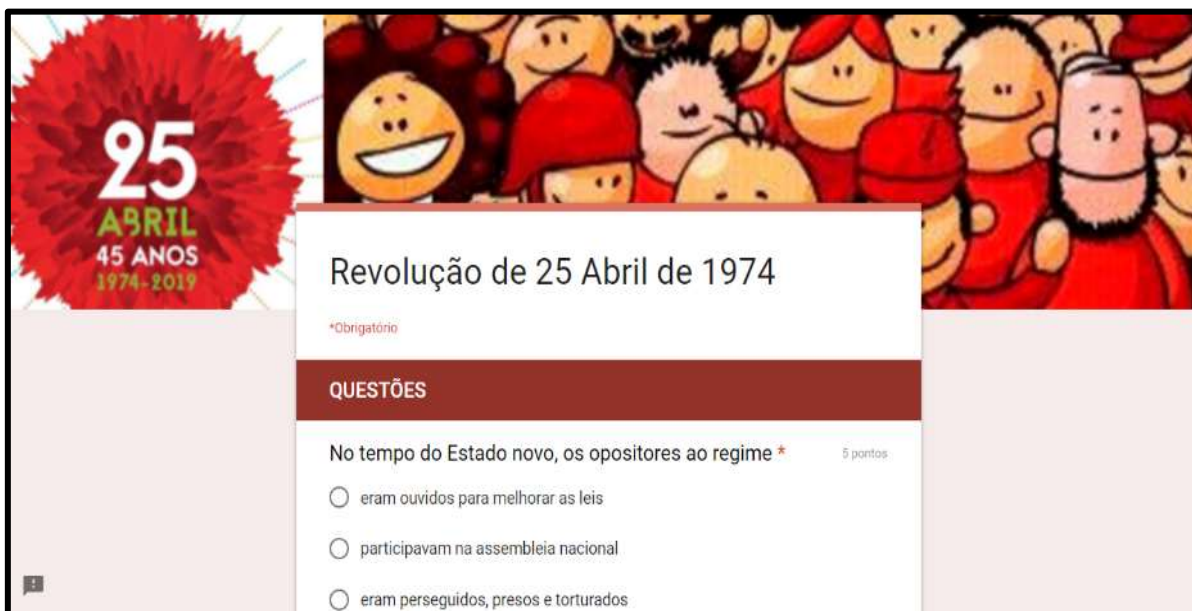 25
ABRIL
45 ANOS
1974-2019
Revolução de 25 Abril de 1974
*Obrigatório
QUESTÕES
No tempo do Estado novo, os opositores ao regime * 5 pontos
eram ouvidos para melhorar as leis
participavam na assembleia nacional
eram perseguidos, presos e torturados